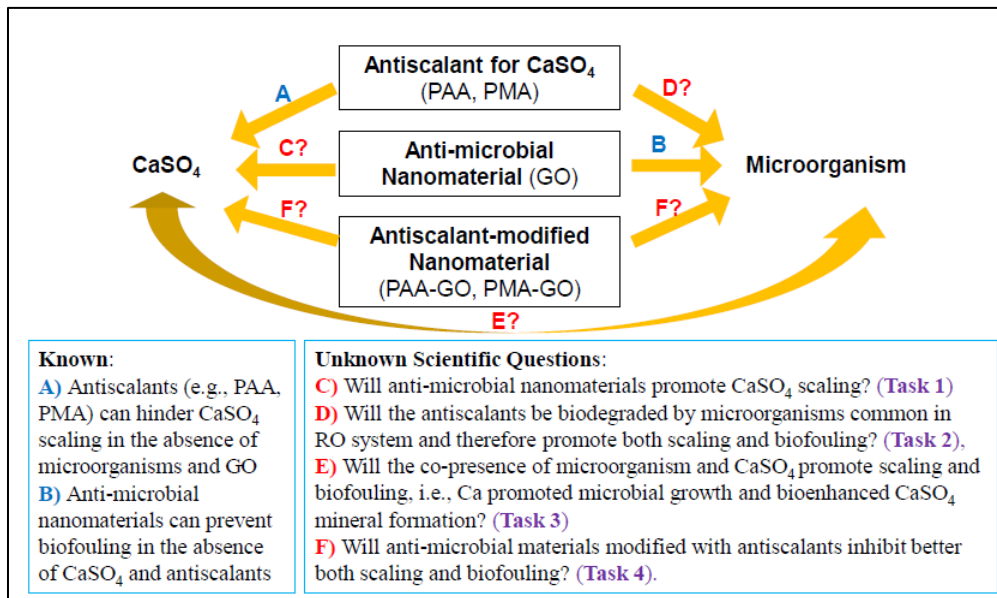 Antiscalant for CaSO₄
(PAA, PMA)
A
D?
C?
Anti-microbial
Nanomaterial (GO)
B
CaSO₄
Microorganism
F?
F?
Antiscalant-modified
Nanomaterial
(PAA-GO, PMA-GO)
E?
Known:
A) Antiscalants (e.g., PAA,
PMA) can hinder CaSO₄
scaling in the absence of
microorganisms and GO
B) Anti-microbial
nanomaterials can prevent
biofouling in the absence
of CaSO₄ and antiscalants
Unknown Scientific Questions:
C) Will anti-microbial nanomaterials promote CaSO₄ scaling? (Task 1)
D) Will the antiscalants be biodegraded by microorganisms common in
RO system and therefore promote both scaling and biofouling? (Task 2),
E) Will the co-presence of microorganism and CaSO₄ promote scaling and
biofouling, i.e., Ca promoted microbial growth and bioenhanced CaSO₄
mineral formation? (Task 3)
F) Will anti-microbial materials modified with antiscalants inhibit better
both scaling and biofouling? (Task 4).